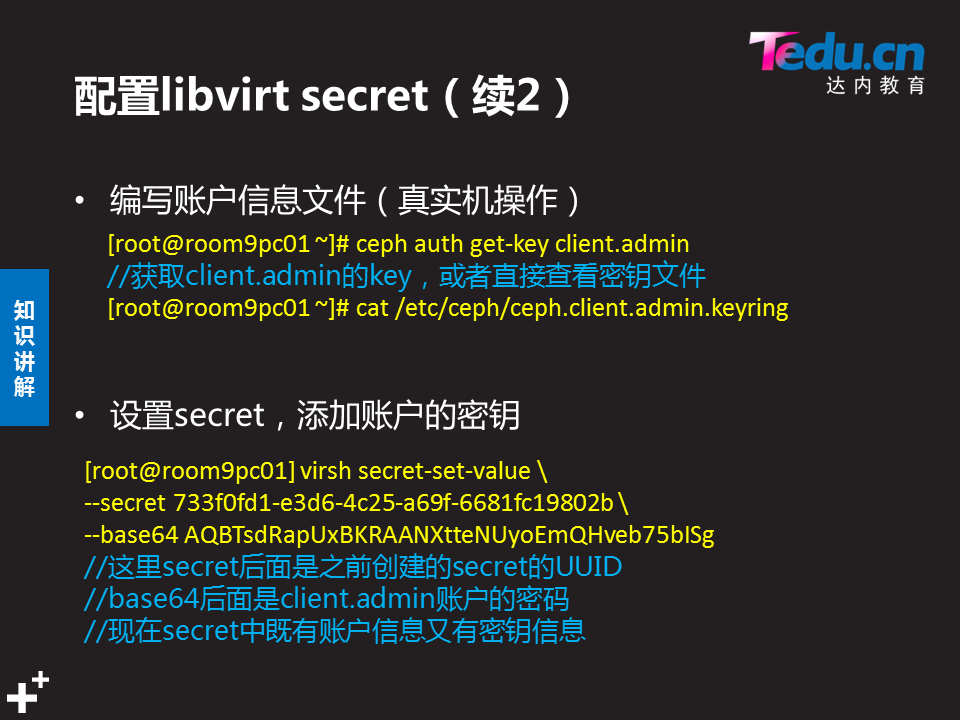 Tedu.cn
达内教育
配置libvirt secret（续2）
• 编写账户信息文件（真实机操作）
[root@room9pc01 ~]# ceph auth get-key client.admin
//获取client.admin的key，或者直接查看密钥文件
[root@room9pc01 ~]# cat /etc/ceph/ceph.client.admin.keyring
知识讲解
• 设置secret，添加账户的密钥
[root@room9pc01] virsh secret-set-value \
--secret 733f0fd1-e3d6-4c25-a69f-6681fc19802b \
--base64 AQBTsdRapUxBKRAANXtteNUyoEmQHveb75bISg
//这里secret后面是之前创建的secret的UUID
//base64后面是client.admin账户的密码
//现在secret中既有账户信息又有密钥信息